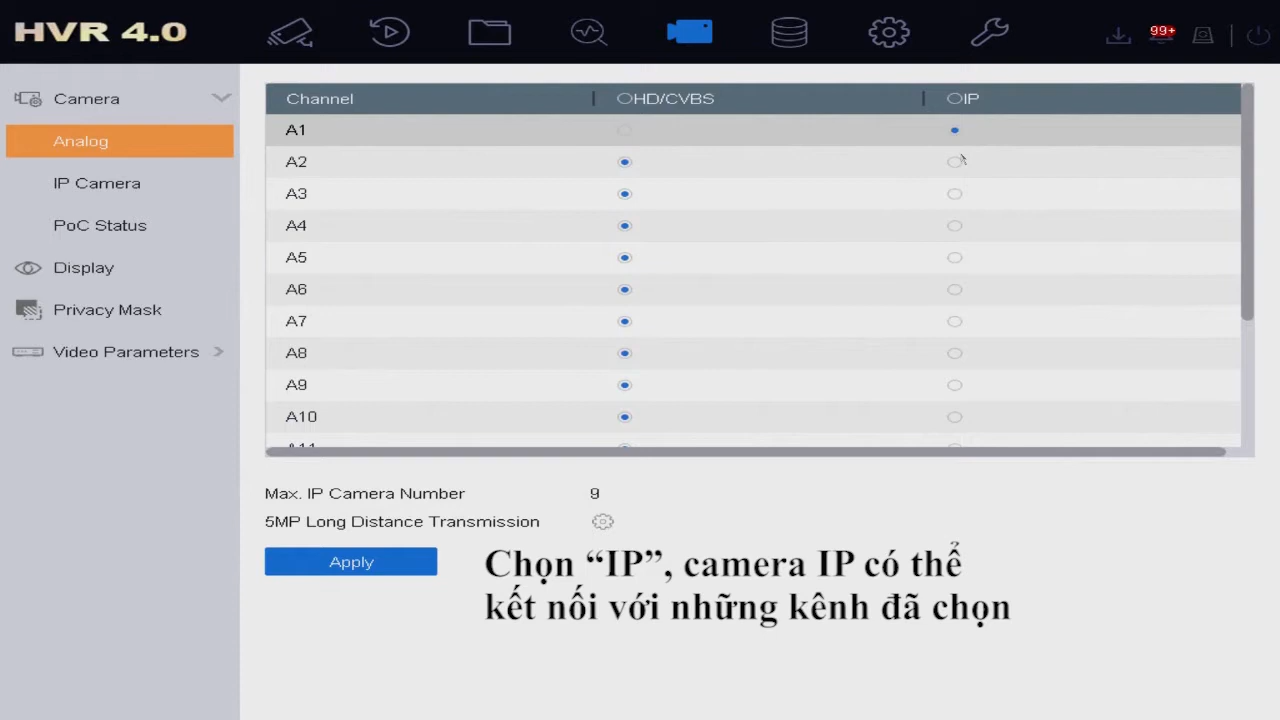 HVR 4.0
99+
Camera
Analog
IP Camera
PoC Status
Display
Privacy Mask
Video Parameters
Channel HD/CVBS IP
A1
A2
A3
A4
A5
A6
A7
A8
A9
A10
A11
Max. IP Camera Number 9
5MP Long Distance Transmission
Apply
Chọn “IP”, camera IP có thể
kết nối với những kênh đã chọn